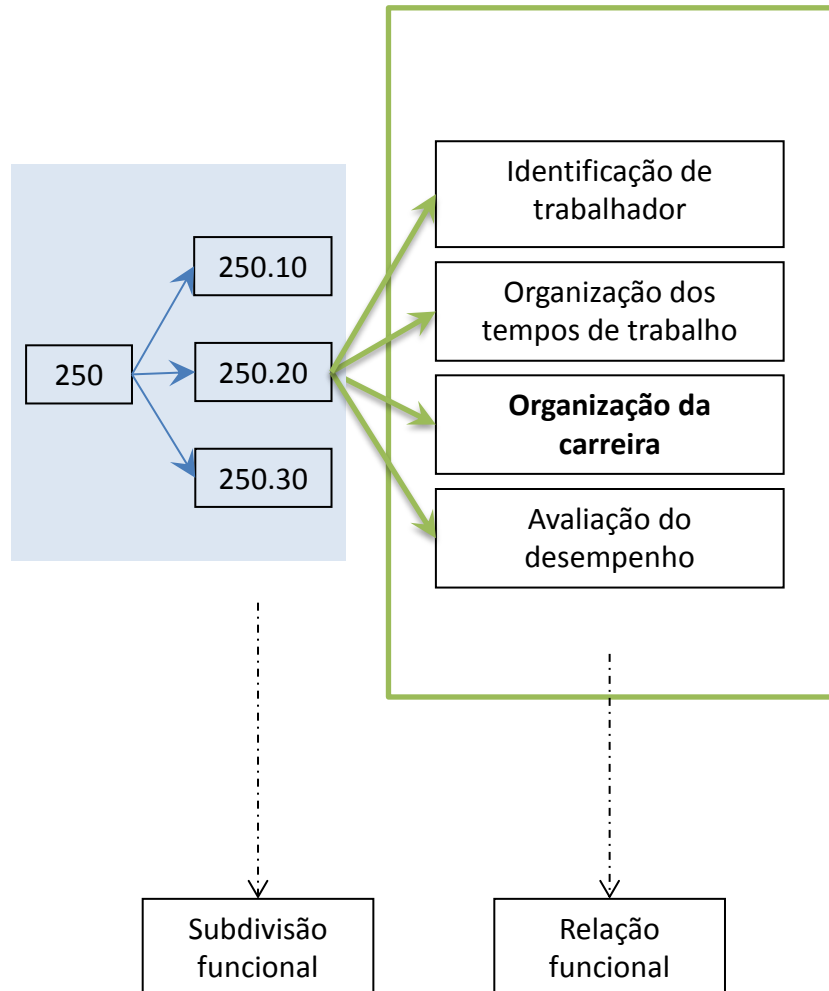 250
250.10
250.20
250.30
Identificação de
trabalhador
Organização dos
tempos de trabalho
Organização da
carreira
Avaliação do
desempenho
Subdivisão
funcional
Relação
funcional